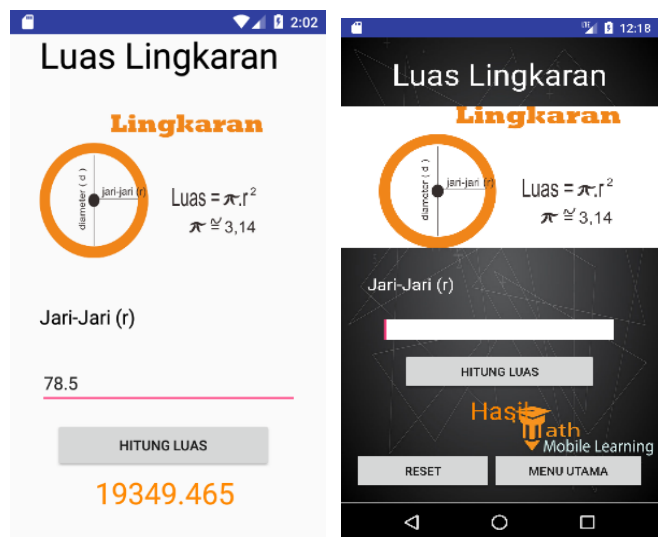 2:02
Luas Lingkaran
Lingkaran
diameter ( d )
jari-jari (r)
Luas = π.r²
π ≅ 3,14
Jari-Jari (r)
78.5
HITUNG LUAS
19349.465
12:18
Luas Lingkaran
Lingkaran
diameter ( d )
jari-jari (r)
Luas = π.r²
π ≅ 3,14
Jari-Jari (r)
HITUNG LUAS
Hasil
Math
Mobile Learning
RESET
MENU UTAMA